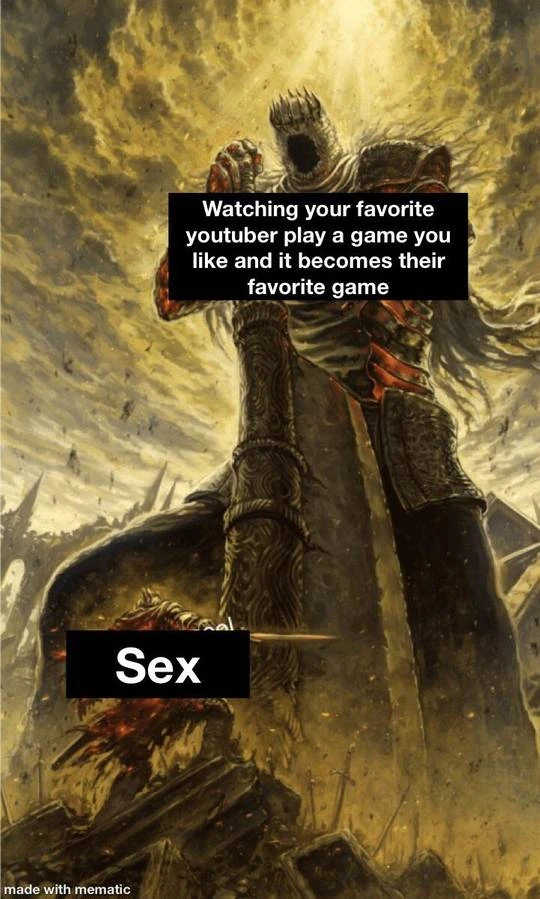 Watching your favorite
youtuber play a game you
like and it becomes their
favorite game
Sex
made with mematic